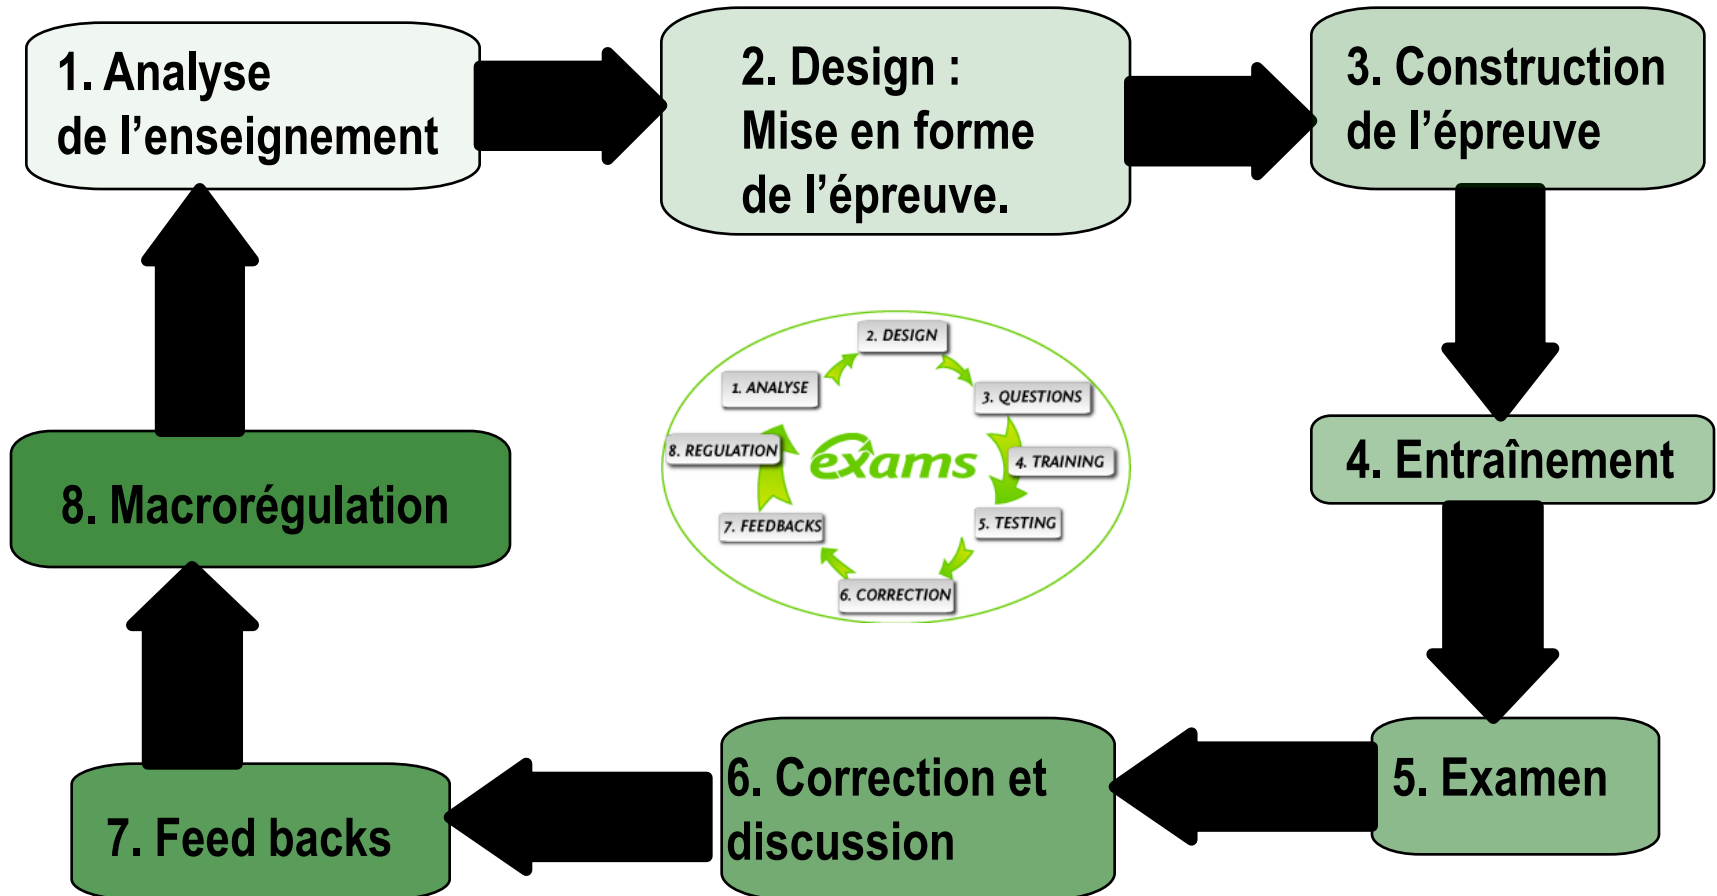 1. Analyse
de l’enseignement
2. Design :
Mise en forme
de l’épreuve.
3. Construction
de l’épreuve
4. Entraînement
5. Examen
6. Correction et
discussion
7. Feed backs
8. Macrorégulation
2. DESIGN
1. ANALYSE
3. QUESTIONS
8. REGULATION
exams
4. TRAINING
7. FEEDBACKS
5. TESTING
6. CORRECTION